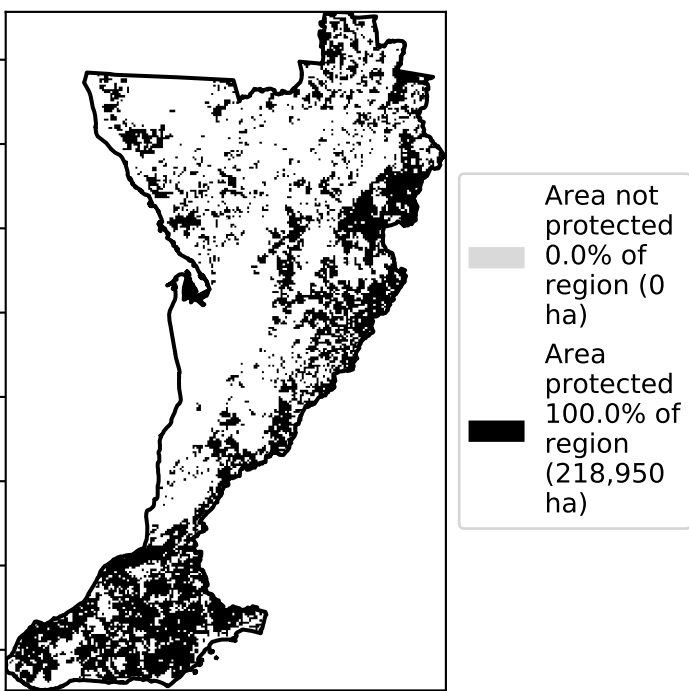 Area not
protected
0.0% of
region (0
ha)
Area
protected
100.0% of
region
(218,950
ha)